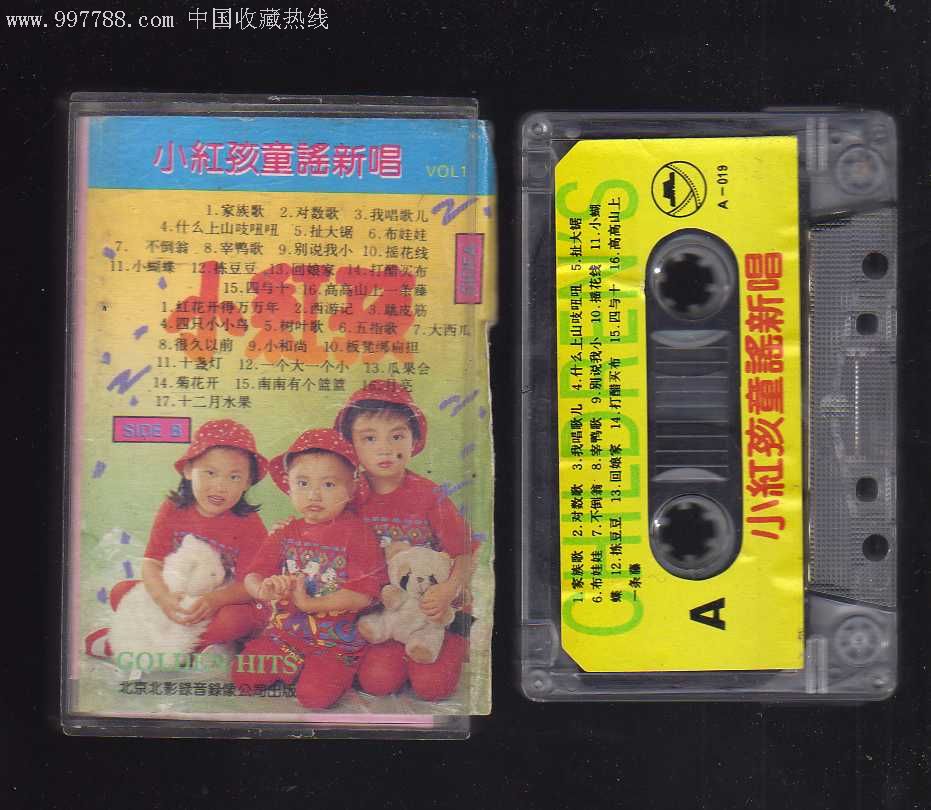 www.997788.com 中国收藏热线
小紅孩童謠新唱 VOL1
1.家族歌 2.对数歌 3.我唱歌儿
4.什么上山吱吜吜 5.扯大锯 6.布娃娃
7. 不倒翁 8.宰鸭歌 9.别说我小 10.摇花线
11.小蝴蝶 12.拣豆豆 13.回娘家 14.打醋买布
15.四与十 16.高高山上一条藤
SIDE A
1.紅花开得万万年 2.西游记 3.跳皮筋
4.四只小小鸟 5.树叶歌 6.五指歌 7.大西瓜
8.很久以前 9.小和尚 10.板凳绑扁担
11.十盏灯 12.一个大一个小 13.瓜果会
14.菊花开 15.南南有个篮篮 16.月亮
17.十二月水果
SIDE B
GOLDEN HITS
北京北影録音録像公司出版
CHILDREN'S
A-019
1.家族歌 2.对数歌 3.我唱歌儿 4.什么上山吱吜吜 5.扯大锯
6.布娃娃 7.不倒翁 8.宰鸭歌 9.别说我小 10.摇花线 11.小蝴
蝶 12.拣豆豆 13.回娘家 14.打醋买布 15.四与十 16.高高山上
一条藤
A
小紅孩童謠新唱